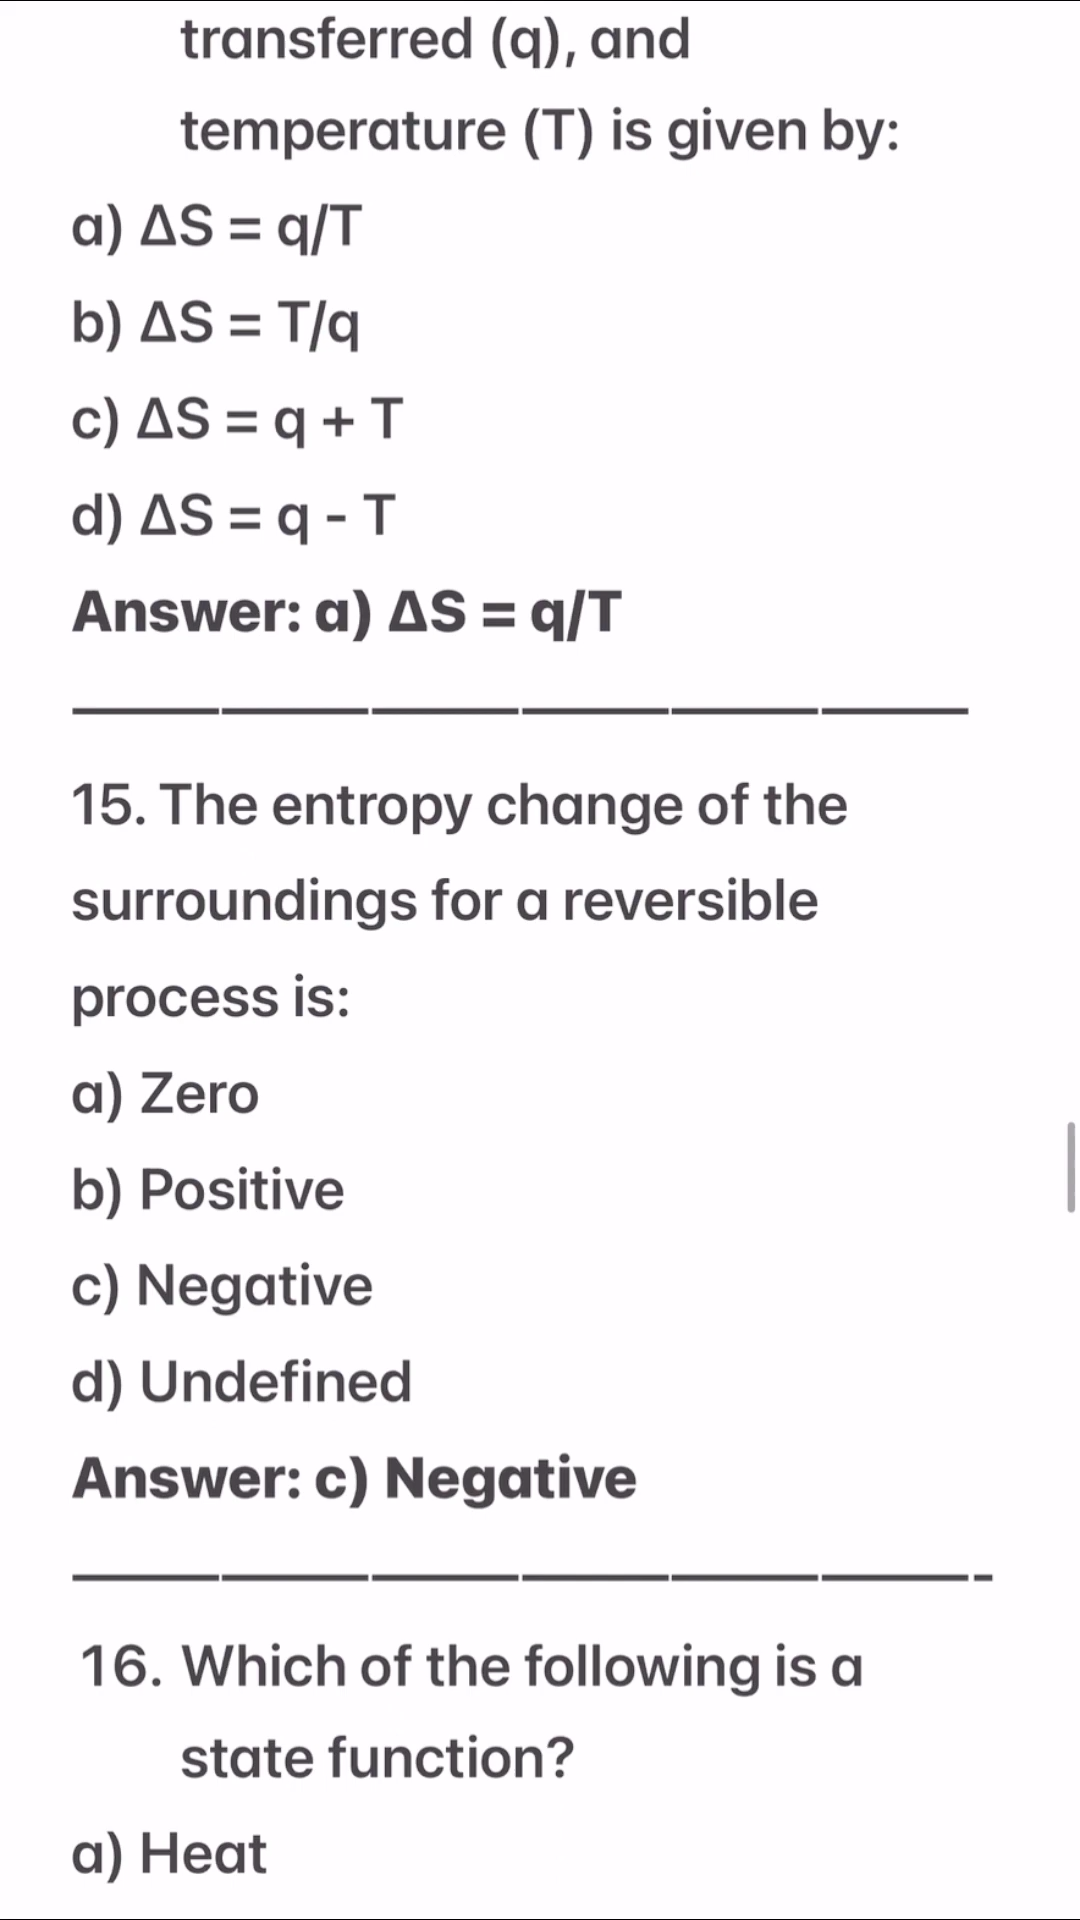 transferred (q), and
temperature (T) is given by:
a) ΔS = q/T
b) ΔS = T/q
c) ΔS = q + T
d) ΔS = q - T
Answer: a) ΔS = q/T
——————
15. The entropy change of the
surroundings for a reversible
process is:
a) Zero
b) Positive
c) Negative
d) Undefined
Answer: c) Negative
——————-
16. Which of the following is a
state function?
a) Heat